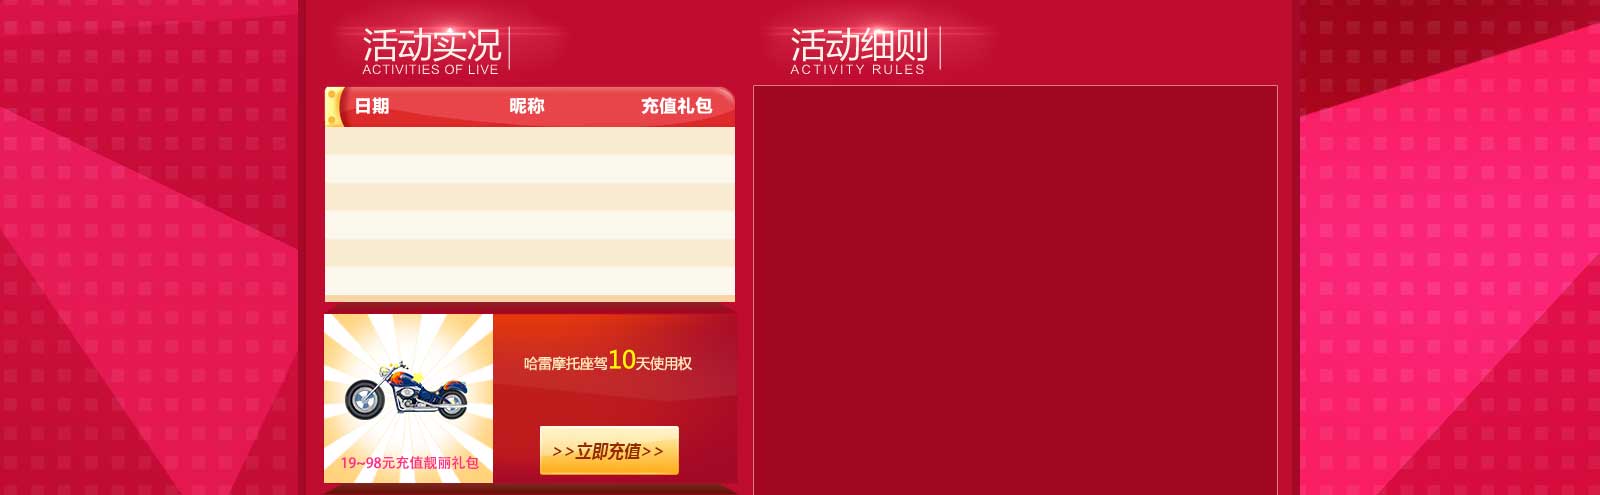 活动实况
ACTIVITIES OF LIVE
日期 昵称 充值礼包
哈雷摩托座驾10天使用权
>>立即充值>>
19~98元充值靓丽礼包
活动细则
ACTIVITY RULES